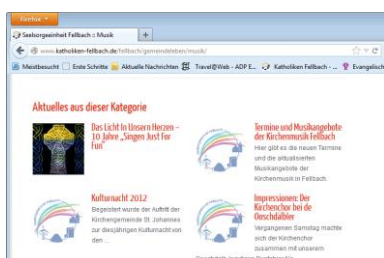 Firefox
Seelsorgeeinheit Fellbach :: Musik
www.katholiken-fellbach.de/fellbach/gemeindeleben/musik/
Meistbesucht Erste Schritte Aktuelle Nachrichten Travel@Web - ADP E... Katholiken Fellbach - ... Evangelisch
Aktuelles aus dieser Kategorie
Das Licht In Unsern Herzen –
10 Jahre „Singen Just For
Fun"
Termine und Musikangebote
der Kirchenmusik Fellbach
Hier gibt es die neuen Termine
und die aktualisierten
Musikangebote der
Kirchenmusik in Fellbach.
Kulturnacht 2012
Begeistert wurde der Auftritt der
Kirchengemeinde St. Johannes
zur diesjährigen Kulturnacht von
den ...
Impressionen: Der
Kirchenchor bei de
Oeschdalbler
Vergangenen Samstag machte
sich der Kirchenchor
zusammen mit unserem